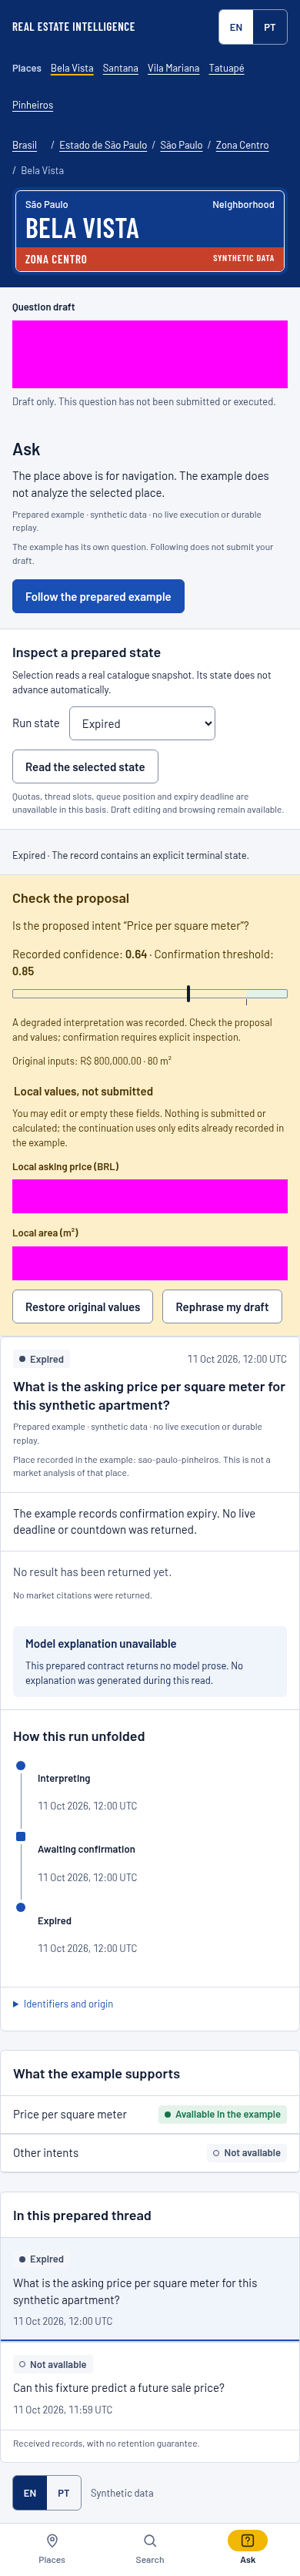 REAL ESTATE INTELLIGENCE
EN PT
Places Bela Vista Santana Vila Mariana Tatuapé
Pinheiros
Brasil / Estado de São Paulo / São Paulo / Zona Centro
/ Bela Vista
São Paulo Neighborhood
BELA VISTA
ZONA CENTRO SYNTHETIC DATA
Question draft
Draft only. This question has not been submitted or executed.
Ask
The place above is for navigation. The example does
not analyze the selected place.
Prepared example · synthetic data · no live execution or durable
replay.
The example has its own question. Following does not submit your
draft.
Follow the prepared example
Inspect a prepared state
Selection reads a real catalogue snapshot. Its state does not
advance automatically.
Run state Expired
Read the selected state
Quotas, thread slots, queue position and expiry deadline are
unavailable in this basis. Draft editing and browsing remain available.
Expired · The record contains an explicit terminal state.
Check the proposal
Is the proposed intent “Price per square meter”?
Recorded confidence: 0.64 · Confirmation threshold:
0.85
A degraded interpretation was recorded. Check the proposal
and values; confirmation requires explicit inspection.
Original inputs: R$ 800,000.00 · 80 m²
Local values, not submitted
You may edit or empty these fields. Nothing is submitted or
calculated; the continuation uses only edits already recorded in
the example.
Local asking price (BRL)
Local area (m²)
Restore original values Rephrase my draft
Expired 11 Oct 2026, 12:00 UTC
What is the asking price per square meter for
this synthetic apartment?
Prepared example · synthetic data · no live execution or durable
replay.
Place recorded in the example: sao-paulo-pinheiros. This is not a
market analysis of that place.
The example records confirmation expiry. No live
deadline or countdown was returned.
No result has been returned yet.
No market citations were returned.
Model explanation unavailable
This prepared contract returns no model prose. No
explanation was generated during this read.
How this run unfolded
Interpreting
11 Oct 2026, 12:00 UTC
Awaiting confirmation
11 Oct 2026, 12:00 UTC
Expired
11 Oct 2026, 12:00 UTC
Identifiers and origin
What the example supports
Price per square meter Available in the example
Other intents Not available
In this prepared thread
Expired
What is the asking price per square meter for this
synthetic apartment?
11 Oct 2026, 12:00 UTC
Not available
Can this fixture predict a future sale price?
11 Oct 2026, 11:59 UTC
Received records, with no retention guarantee.
EN PT Synthetic data
Places Search Ask